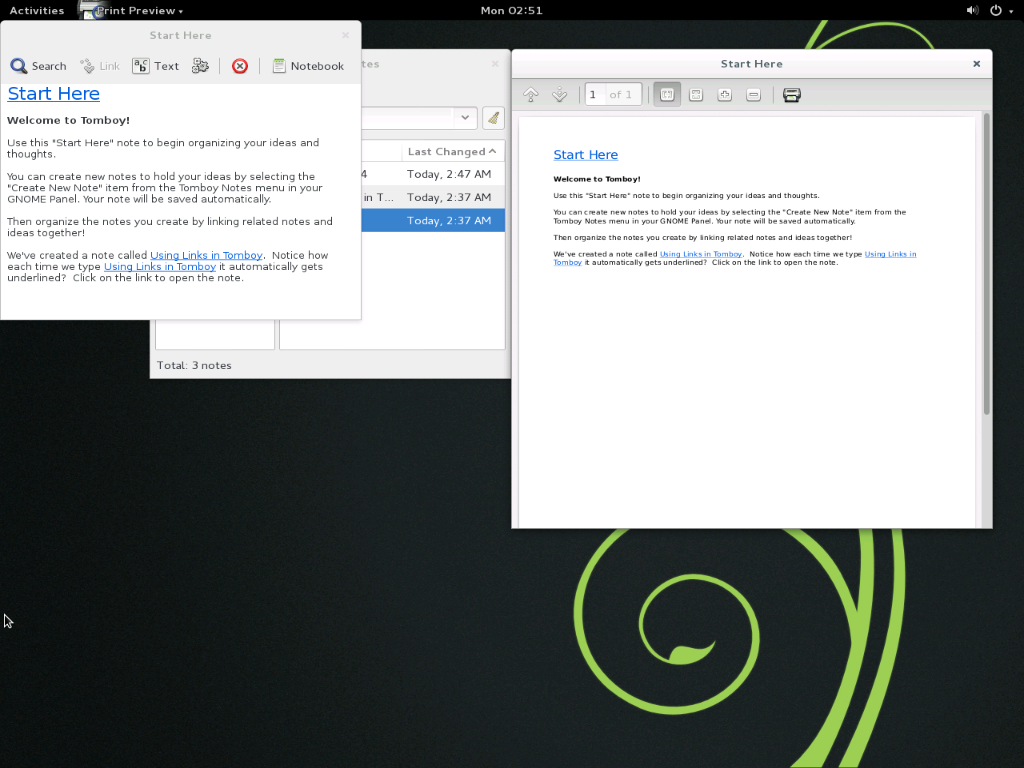 Activities Print Preview Mon 02:51
Start Here
Search Link Text Notebook
Start Here
Welcome to Tomboy!
Use this "Start Here" note to begin organizing your ideas and
thoughts.
You can create new notes to hold your ideas by selecting the
"Create New Note" item from the Tomboy Notes menu in your
GNOME Panel. Your note will be saved automatically.
Then organize the notes you create by linking related notes and
ideas together!
We've created a note called Using Links in Tomboy.  Notice how
each time we type Using Links in Tomboy it automatically gets
underlined?  Click on the link to open the note.
tes
Last Changed
4 Today, 2:47 AM
in T... Today, 2:37 AM
Today, 2:37 AM
Total: 3 notes
Start Here
1 of 1
Start Here
Welcome to Tomboy!
Use this "Start Here" note to begin organizing your ideas and thoughts.
You can create new notes to hold your ideas by selecting the "Create New Note" item from the
Tomboy Notes menu in your GNOME Panel. Your note will be saved automatically.
Then organize the notes you create by linking related notes and ideas together!
We've created a note called Using Links in Tomboy.  Notice how each time we type Using Links in
Tomboy it automatically gets underlined?  Click on the link to open the note.